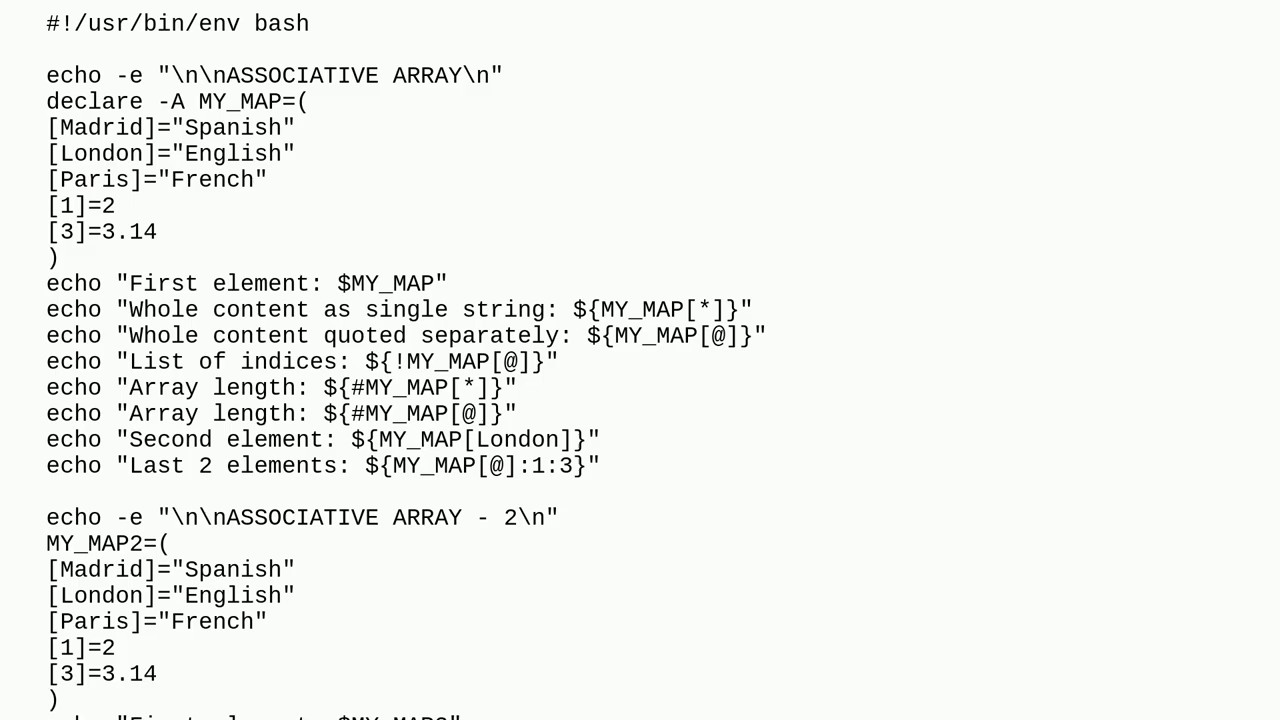 #!/usr/bin/env bash
echo -e "\n\nASSOCIATIVE ARRAY\n"
declare -A MY_MAP=(
[Madrid]="Spanish"
[London]="English"
[Paris]="French"
[1]=2
[3]=3.14
)
echo "First element: $MY_MAP"
echo "Whole content as single string: ${MY_MAP[*]}"
echo "Whole content quoted separately: ${MY_MAP[@]}"
echo "List of indices: ${!MY_MAP[@]}"
echo "Array length: ${#MY_MAP[*]}"
echo "Array length: ${#MY_MAP[@]}"
echo "Second element: ${MY_MAP[London]}"
echo "Last 2 elements: ${MY_MAP[@]:1:3}"
echo -e "\n\nASSOCIATIVE ARRAY - 2\n"
MY_MAP2=(
[Madrid]="Spanish"
[London]="English"
[Paris]="French"
[1]=2
[3]=3.14
)